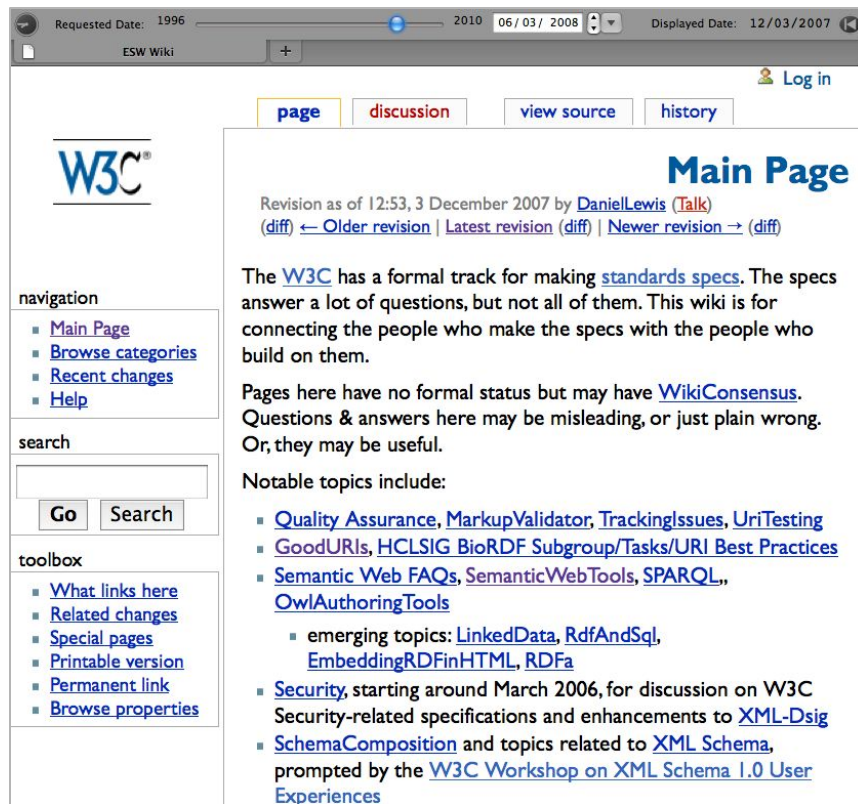 Requested Date: 1996 2010 06/03/ 2008 Displayed Date: 12/03/2007
ESW Wiki +
Log in
page discussion view source history
W3C®
Main Page
Revision as of 12:53, 3 December 2007 by DanielLewis (Talk)
(diff) ← Older revision | Latest revision (diff) | Newer revision → (diff)
The W3C has a formal track for making standards specs. The specs
answer a lot of questions, but not all of them. This wiki is for
connecting the people who make the specs with the people who
build on them.
Pages here have no formal status but may have WikiConsensus.
Questions & answers here may be misleading, or just plain wrong.
Or, they may be useful.
Notable topics include:
Quality Assurance, MarkupValidator, TrackingIssues, UriTesting
GoodURIs, HCLSIG BioRDF Subgroup/Tasks/URI Best Practices
Semantic Web FAQs, SemanticWebTools, SPARQL,,
OwlAuthoringTools
emerging topics: LinkedData, RdfAndSql,
EmbeddingRDFinHTML, RDFa
Security, starting around March 2006, for discussion on W3C
Security-related specifications and enhancements to XML-Dsig
SchemaComposition and topics related to XML Schema,
prompted by the W3C Workshop on XML Schema 1.0 User
Experiences
navigation
Main Page
Browse categories
Recent changes
Help
search
Go Search
toolbox
What links here
Related changes
Special pages
Printable version
Permanent link
Browse properties